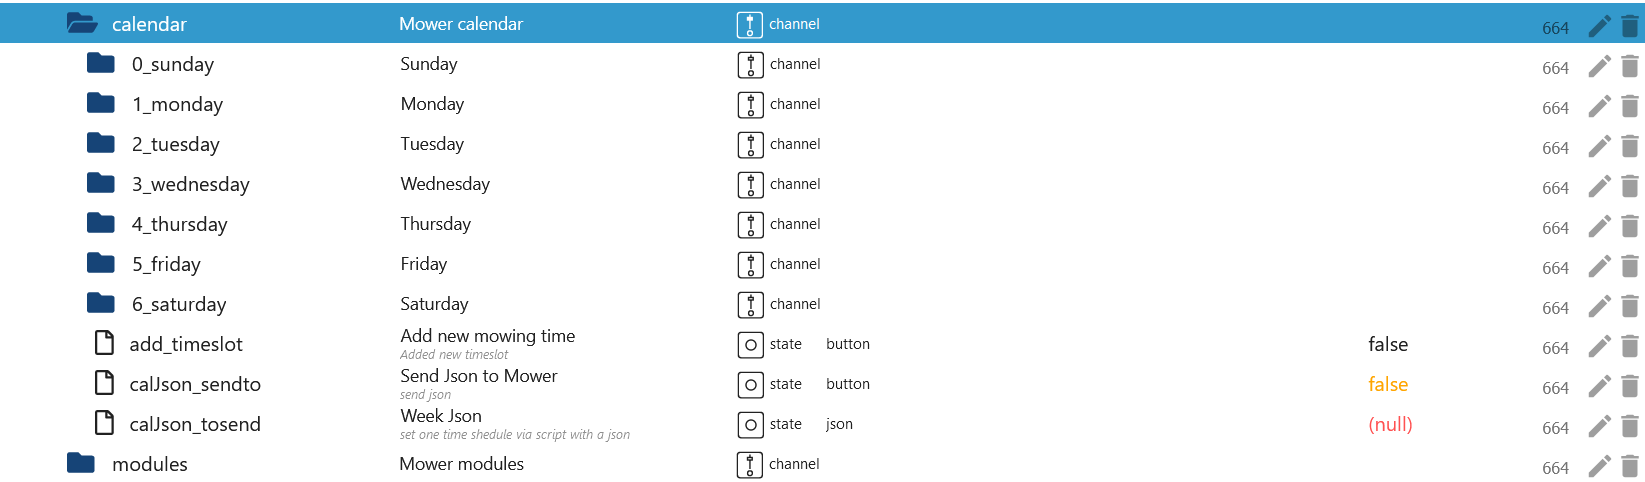 calendar Mower calendar channel 664
0_sunday Sunday channel 664
1_monday Monday channel 664
2_tuesday Tuesday channel 664
3_wednesday Wednesday channel 664
4_thursday Thursday channel 664
5_friday Friday channel 664
6_saturday Saturday channel 664
add_timeslot Add new mowing time state button false 664
Added new timeslot
calJson_sendto Send Json to Mower state button false 664
send json
calJson_tosend Week Json state json (null) 664
set one time shedule via script with a json
modules Mower modules channel 664